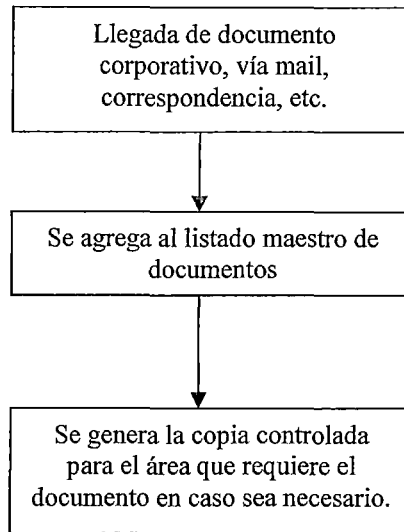 Llegada de documento
corporativo, vía mail,
correspondencia, etc.
Se agrega al listado maestro de
documentos
Se genera la copia controlada
para el área que requiere el
documento en caso sea necesario.